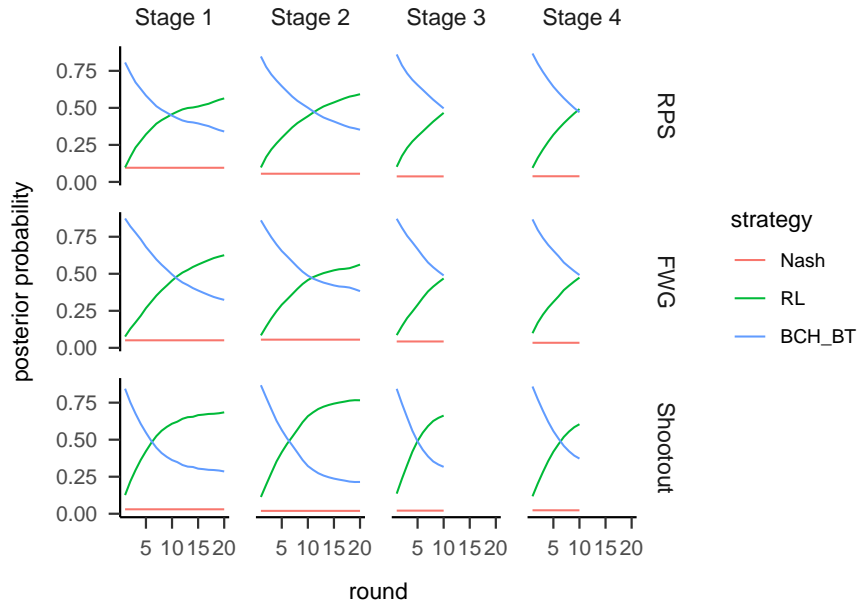 Stage 1 Stage 2 Stage 3 Stage 4
0.75
0.50
0.25
0.00
RPS
0.75
0.50
0.25
0.00
FWG
0.75
0.50
0.25
0.00
Shootout
5 10 15 20 5 10 15 20 5 10 15 20 5 10 15 20
round
posterior probability
strategy
Nash
RL
BCH_BT